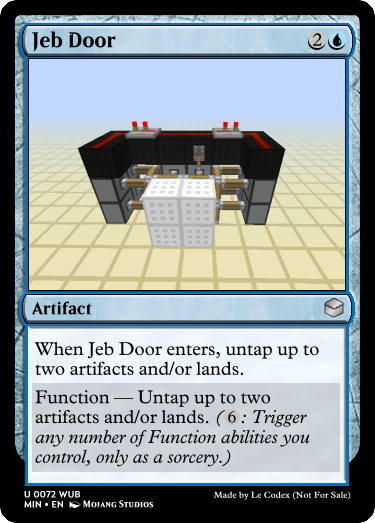 Jeb Door 2
Artifact
When Jeb Door enters, untap up to
two artifacts and/or lands.
Function — Untap up to two
artifacts and/or lands. (6: Trigger
any number of Function abilities you
control, only as a sorcery.)
U 0072 WUB
MIN • EN Mojang Studios
Made by Le Codex (Not For Sale)